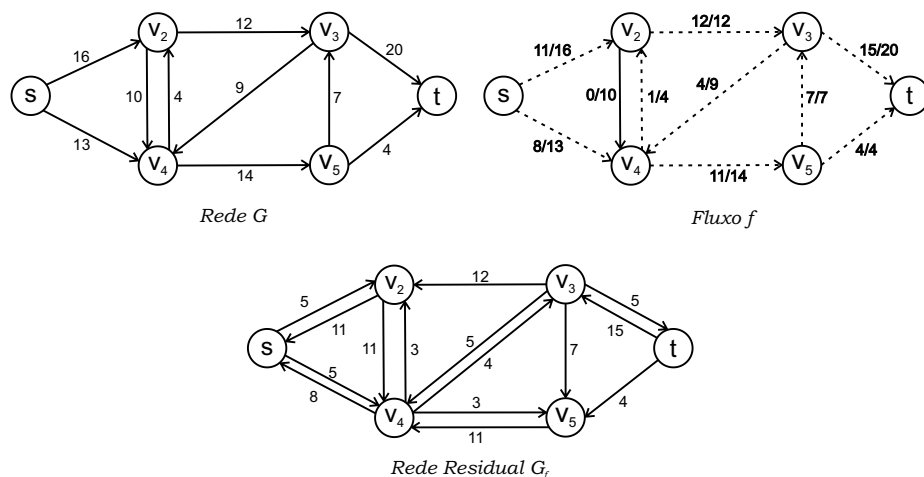 12
V2
V3
16
20
10
4
9
7
s
t
13
4
14
V4
V5
Rede G
12/12
V2
V3
11/16
15/20
0/10
1/4
4/9
7/7
s
t
8/13
4/4
11/14
V4
V5
Fluxo f
12
V2
V3
5
5
11
15
s
11
3
5
4
7
t
5
8
3
4
V4
V5
11
Rede Residual Gf